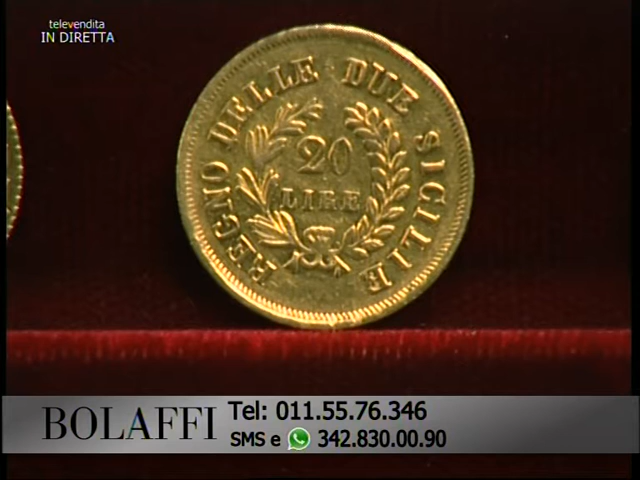 televendita
IN DIRETTA
REGNO DELLE DUE SICILIE
20
LIRE
BOLAFFI
Tel: 011.55.76.346
SMS e 342.830.00.90